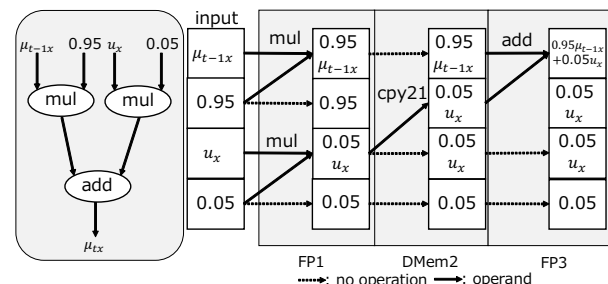 input
μₜ₋₁ₓ 0.95 uₓ 0.05
mul mul
add
μₜₓ
μₜ₋₁ₓ mul 0.95 μₜ₋₁ₓ 0.95 μₜ₋₁ₓ add 0.95μₜ₋₁ₓ +0.05uₓ
0.95 0.95 cpy21 0.05 uₓ 0.05 uₓ
uₓ mul 0.05 uₓ 0.05 uₓ 0.05 uₓ
0.05 0.05 0.05 0.05
FP1 DMem2 FP3
: no operation : operand